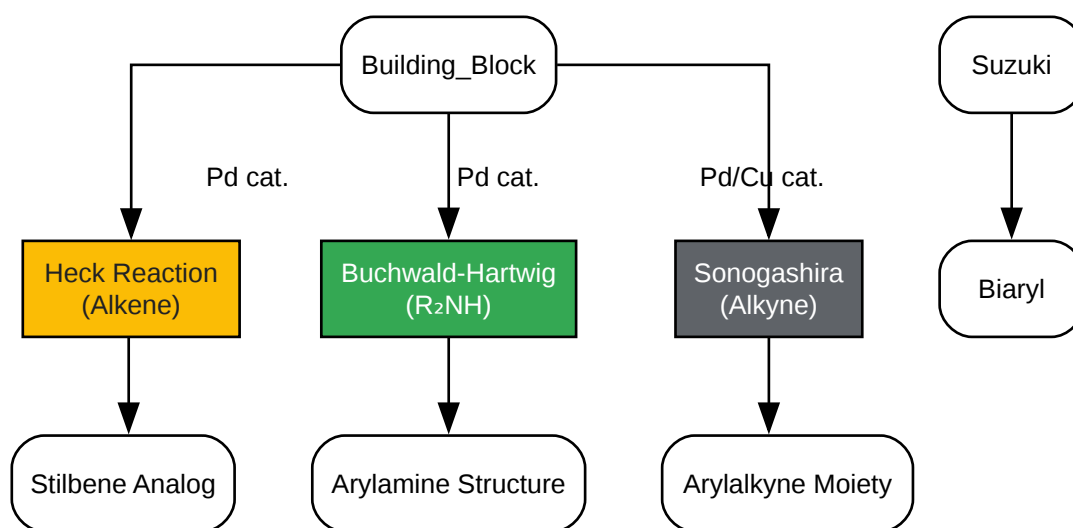 Building_Block
Suzuki
Pd cat.
Pd cat.
Pd/Cu cat.
Heck Reaction
(Alkene)
Buchwald-Hartwig
(R₂NH)
Sonogashira
(Alkyne)
Biaryl
Stilbene Analog
Arylamine Structure
Arylalkyne Moiety